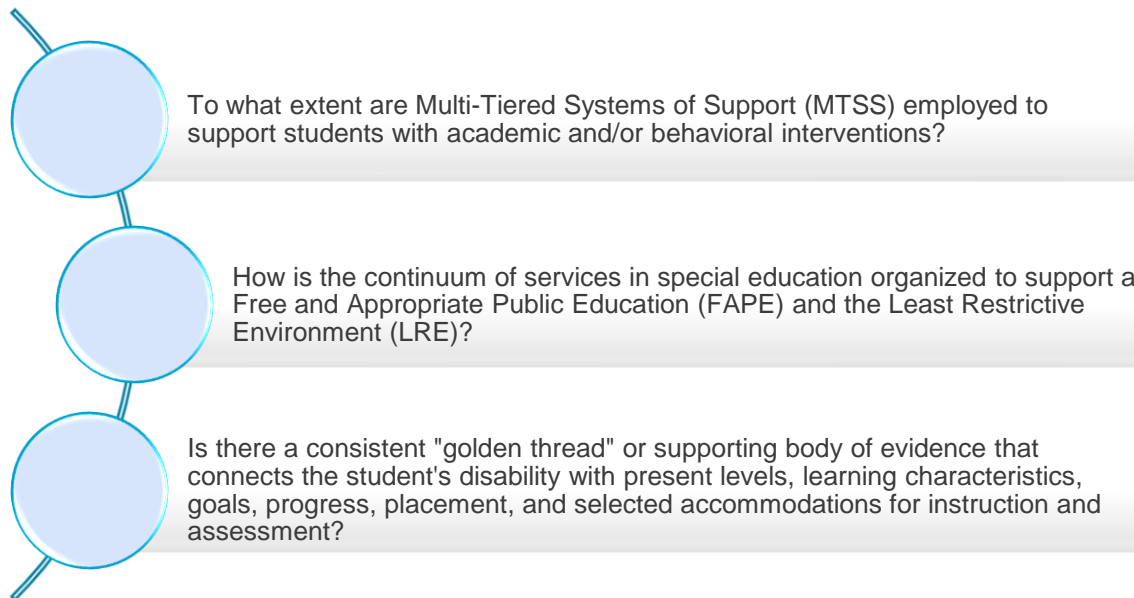 To what extent are Multi-Tiered Systems of Support (MTSS) employed to
support students with academic and/or behavioral interventions?
How is the continuum of services in special education organized to support a
Free and Appropriate Public Education (FAPE) and the Least Restrictive
Environment (LRE)?
Is there a consistent "golden thread" or supporting body of evidence that
connects the student's disability with present levels, learning characteristics,
goals, progress, placement, and selected accommodations for instruction and
assessment?